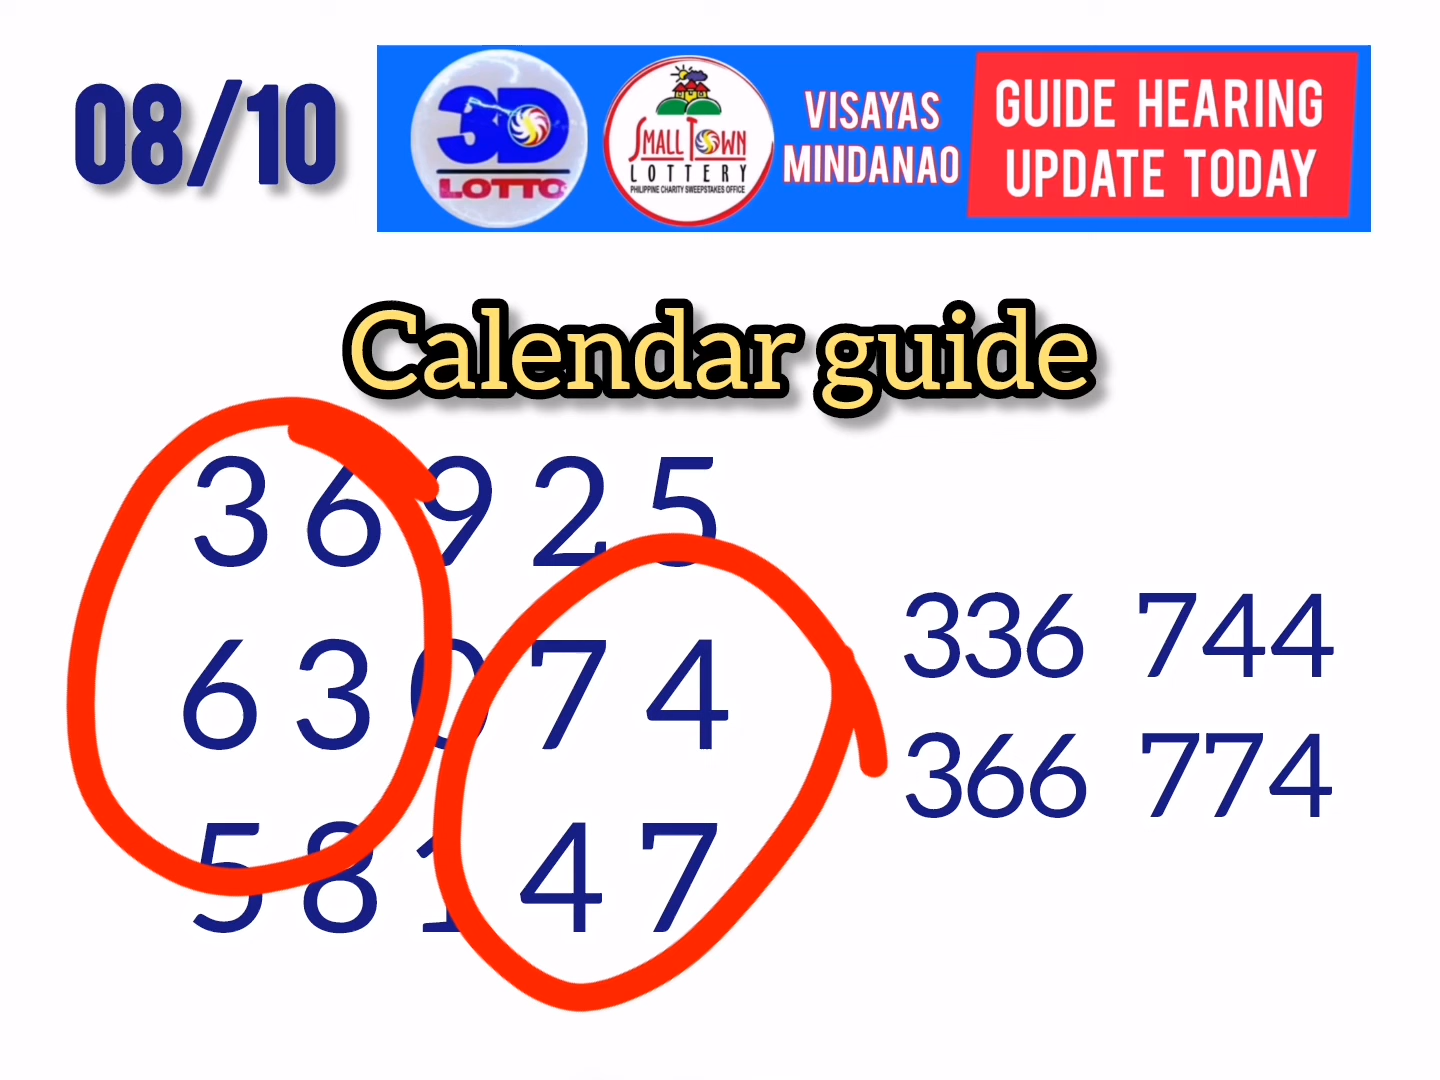 08/10
3D
LOTTO
SMALL TOWN
LOTTERY
PHILIPPINE CHARITY SWEEPSTAKES OFFICE
VISAYAS
MINDANAO
GUIDE HEARING
UPDATE TODAY
Calendar guide
3 6 9 2 5
6 3 0 7 4
5 8 1 4 7
336 744
366 774